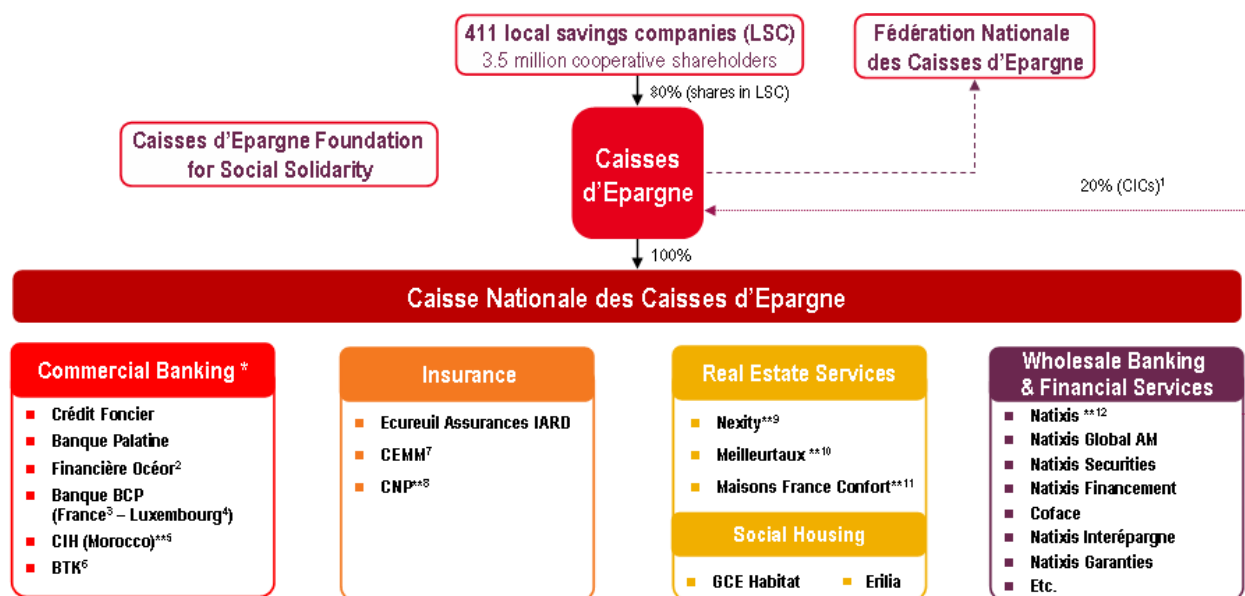 411 local savings companies (LSC)
3.5 million cooperative shareholders
Fédération Nationale
des Caisses d'Epargne
80% (shares in LSC)
Caisses d'Epargne Foundation
for Social Solidarity
Caisses
d'Epargne
20% (CICs)¹
100%
Caisse Nationale des Caisses d'Epargne
Commercial Banking *
Crédit Foncier
Banque Palatine
Financière Océor²
Banque BCP
(France³ – Luxembourg⁴)
CIH (Morocco)**⁵
BTK⁶
Insurance
Ecureuil Assurances IARD
CEMM⁷
CNP**⁸
Real Estate Services
Nexity**⁹
Meilleurtaux **¹⁰
Maisons France Confort**¹¹
Social Housing
GCE Habitat
Erilia
Wholesale Banking
& Financial Services
Natixis **¹²
Natixis Global AM
Natixis Securities
Natixis Financement
Coface
Natixis Interépargne
Natixis Garanties
Etc.